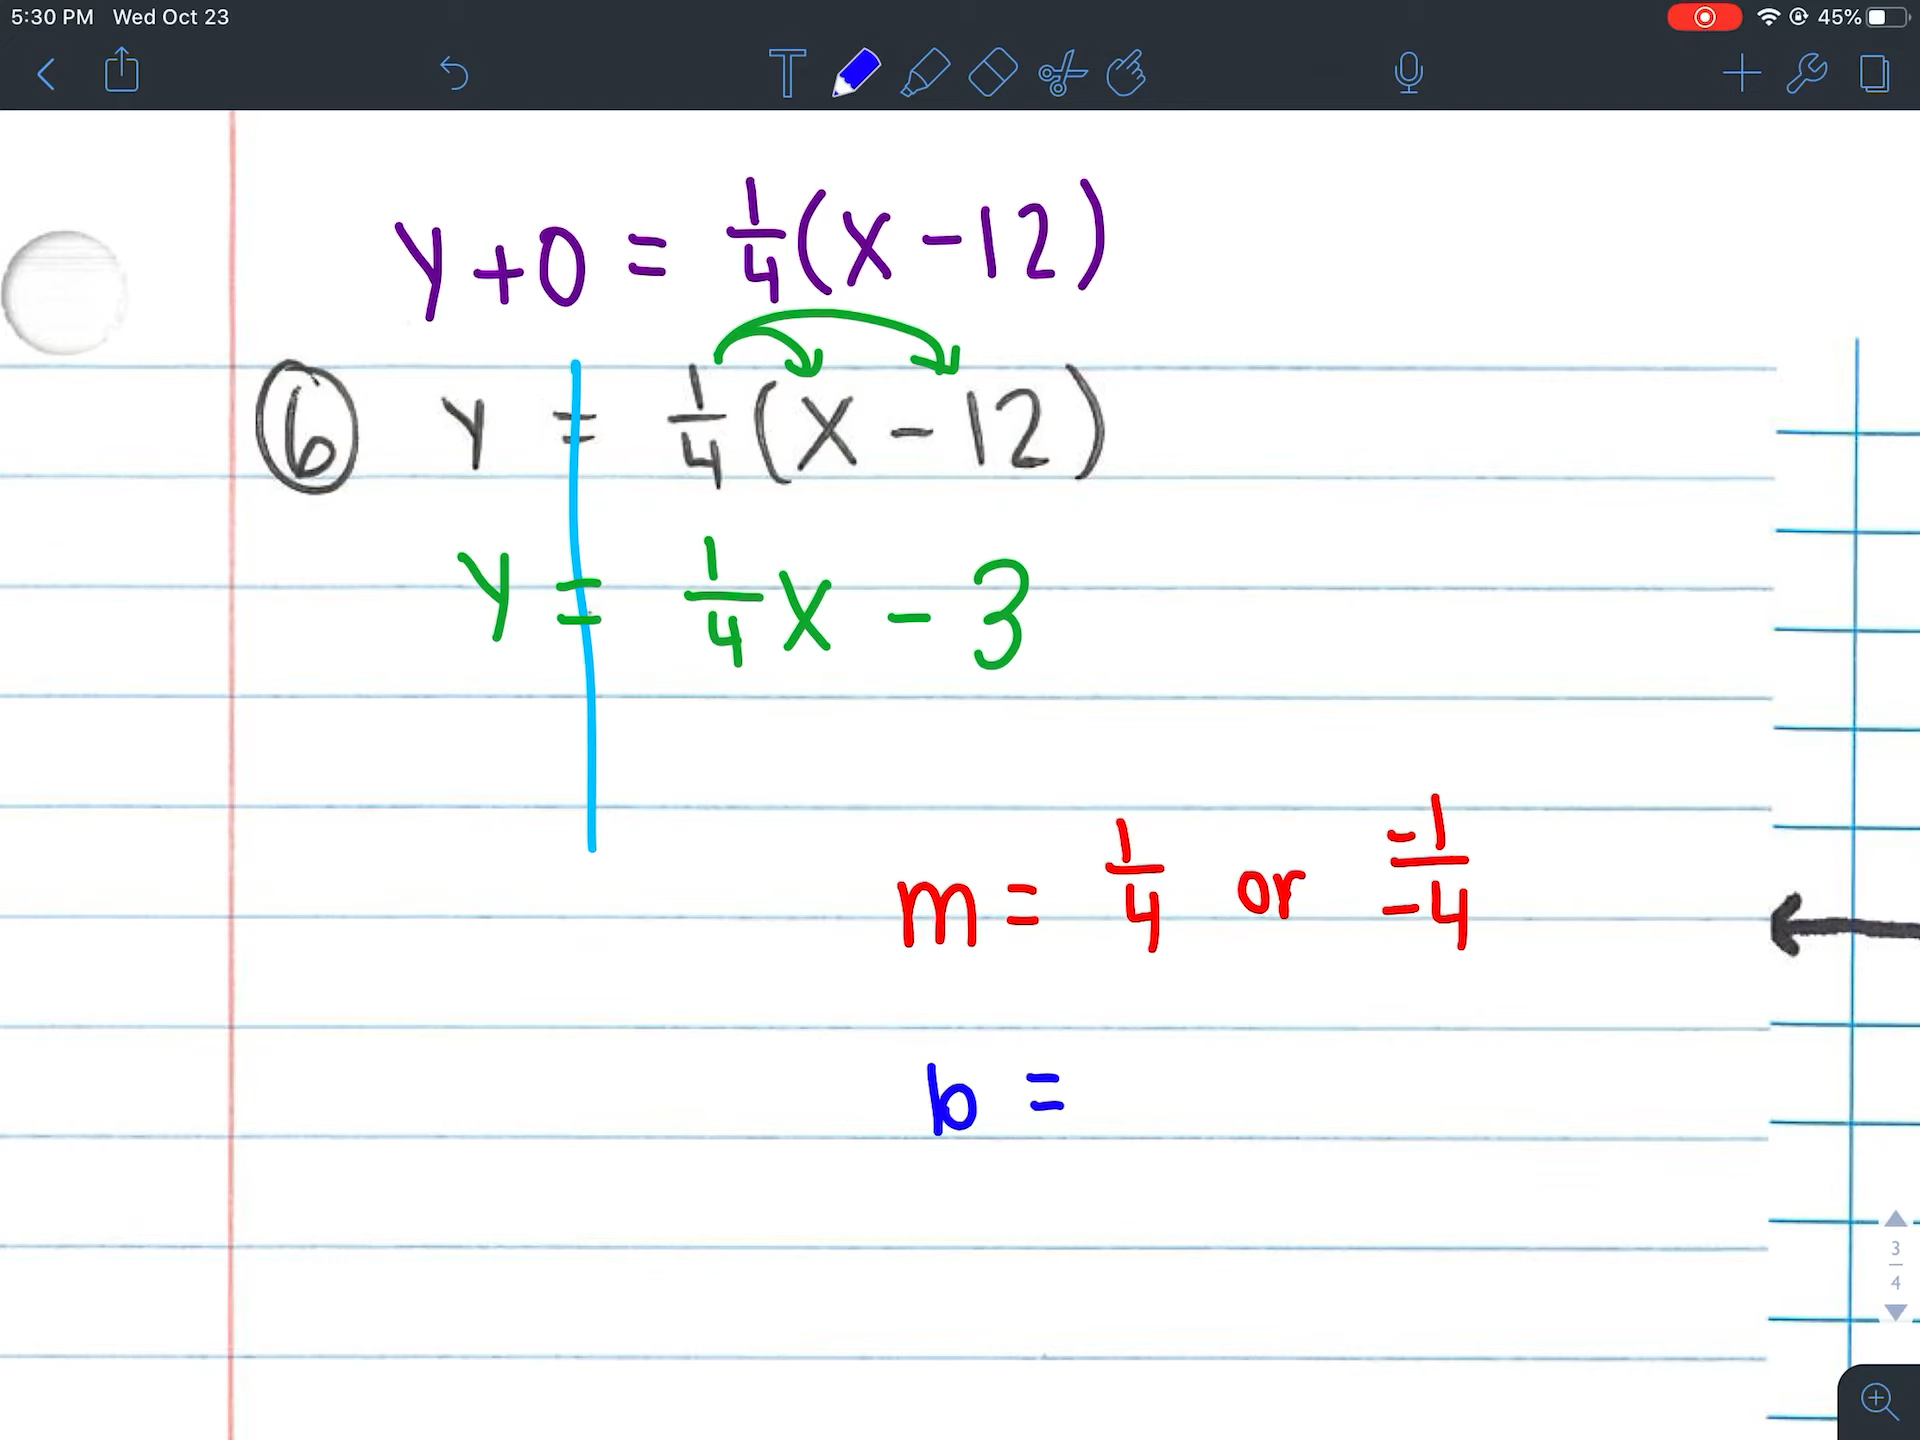 5:30 PM Wed Oct 23 45%
T
y+0 = 1/4(x-12)
6 y = 1/4(x-12)
y = 1/4x - 3
m = 1/4 or -1/-4
b =
3
4